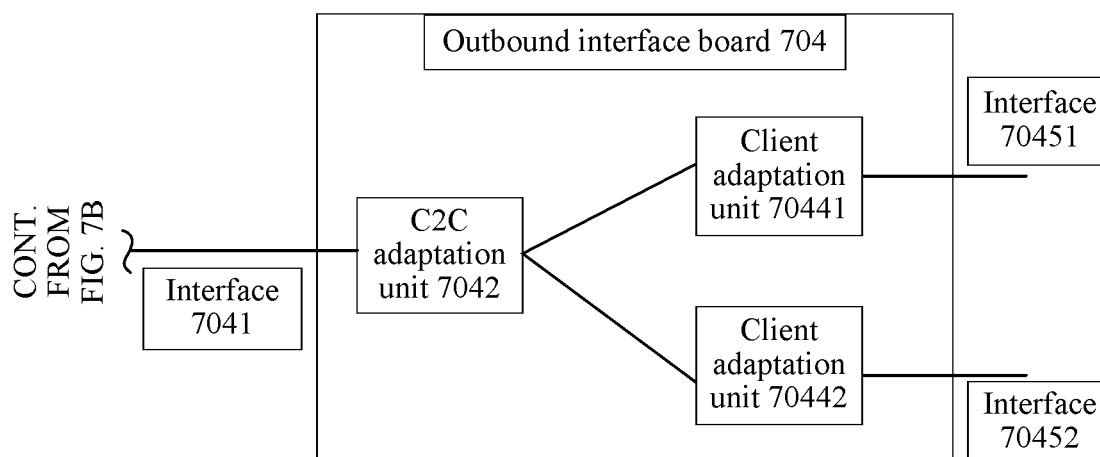 Outbound interface board 704
Interface
70451
Client
adaptation
unit 70441
CONT.
FROM
FIG. 7B
C2C
adaptation
unit 7042
Interface
7041
Client
adaptation
unit 70442
Interface
70452